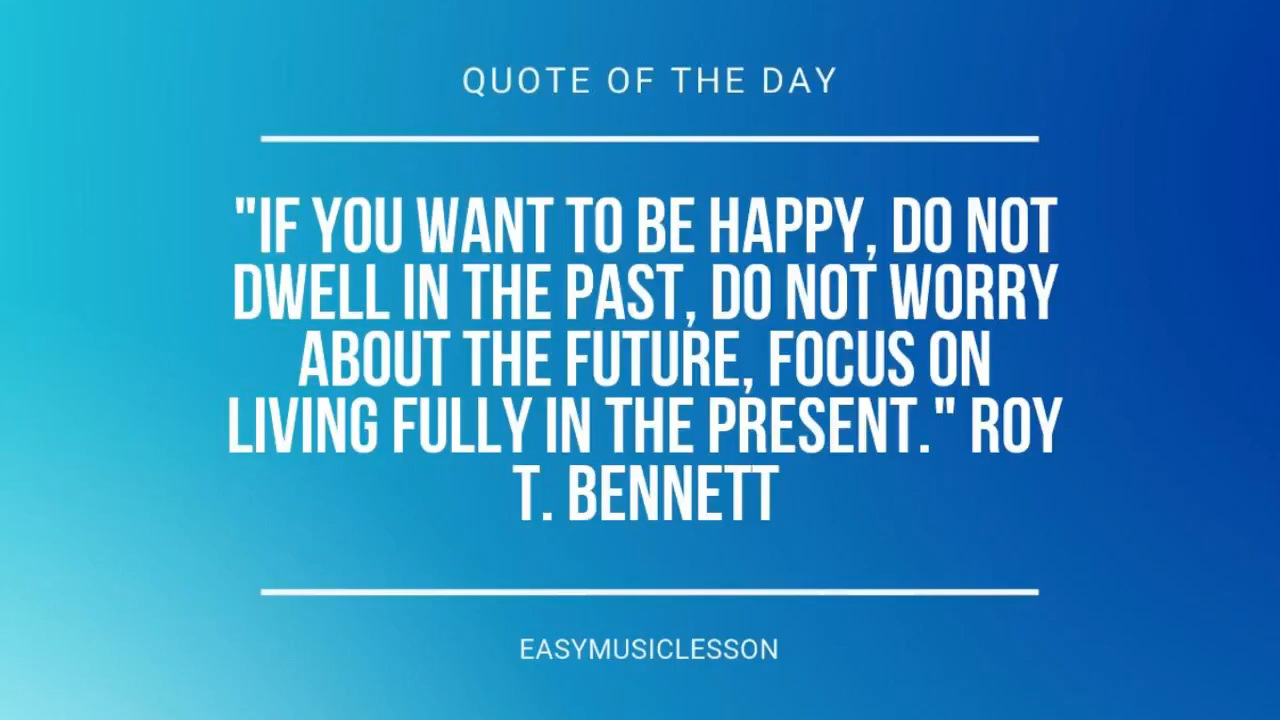 QUOTE OF THE DAY
"IF YOU WANT TO BE HAPPY, DO NOT
DWELL IN THE PAST, DO NOT WORRY
ABOUT THE FUTURE, FOCUS ON
LIVING FULLY IN THE PRESENT." ROY
T. BENNETT
EASYMUSICLESSON